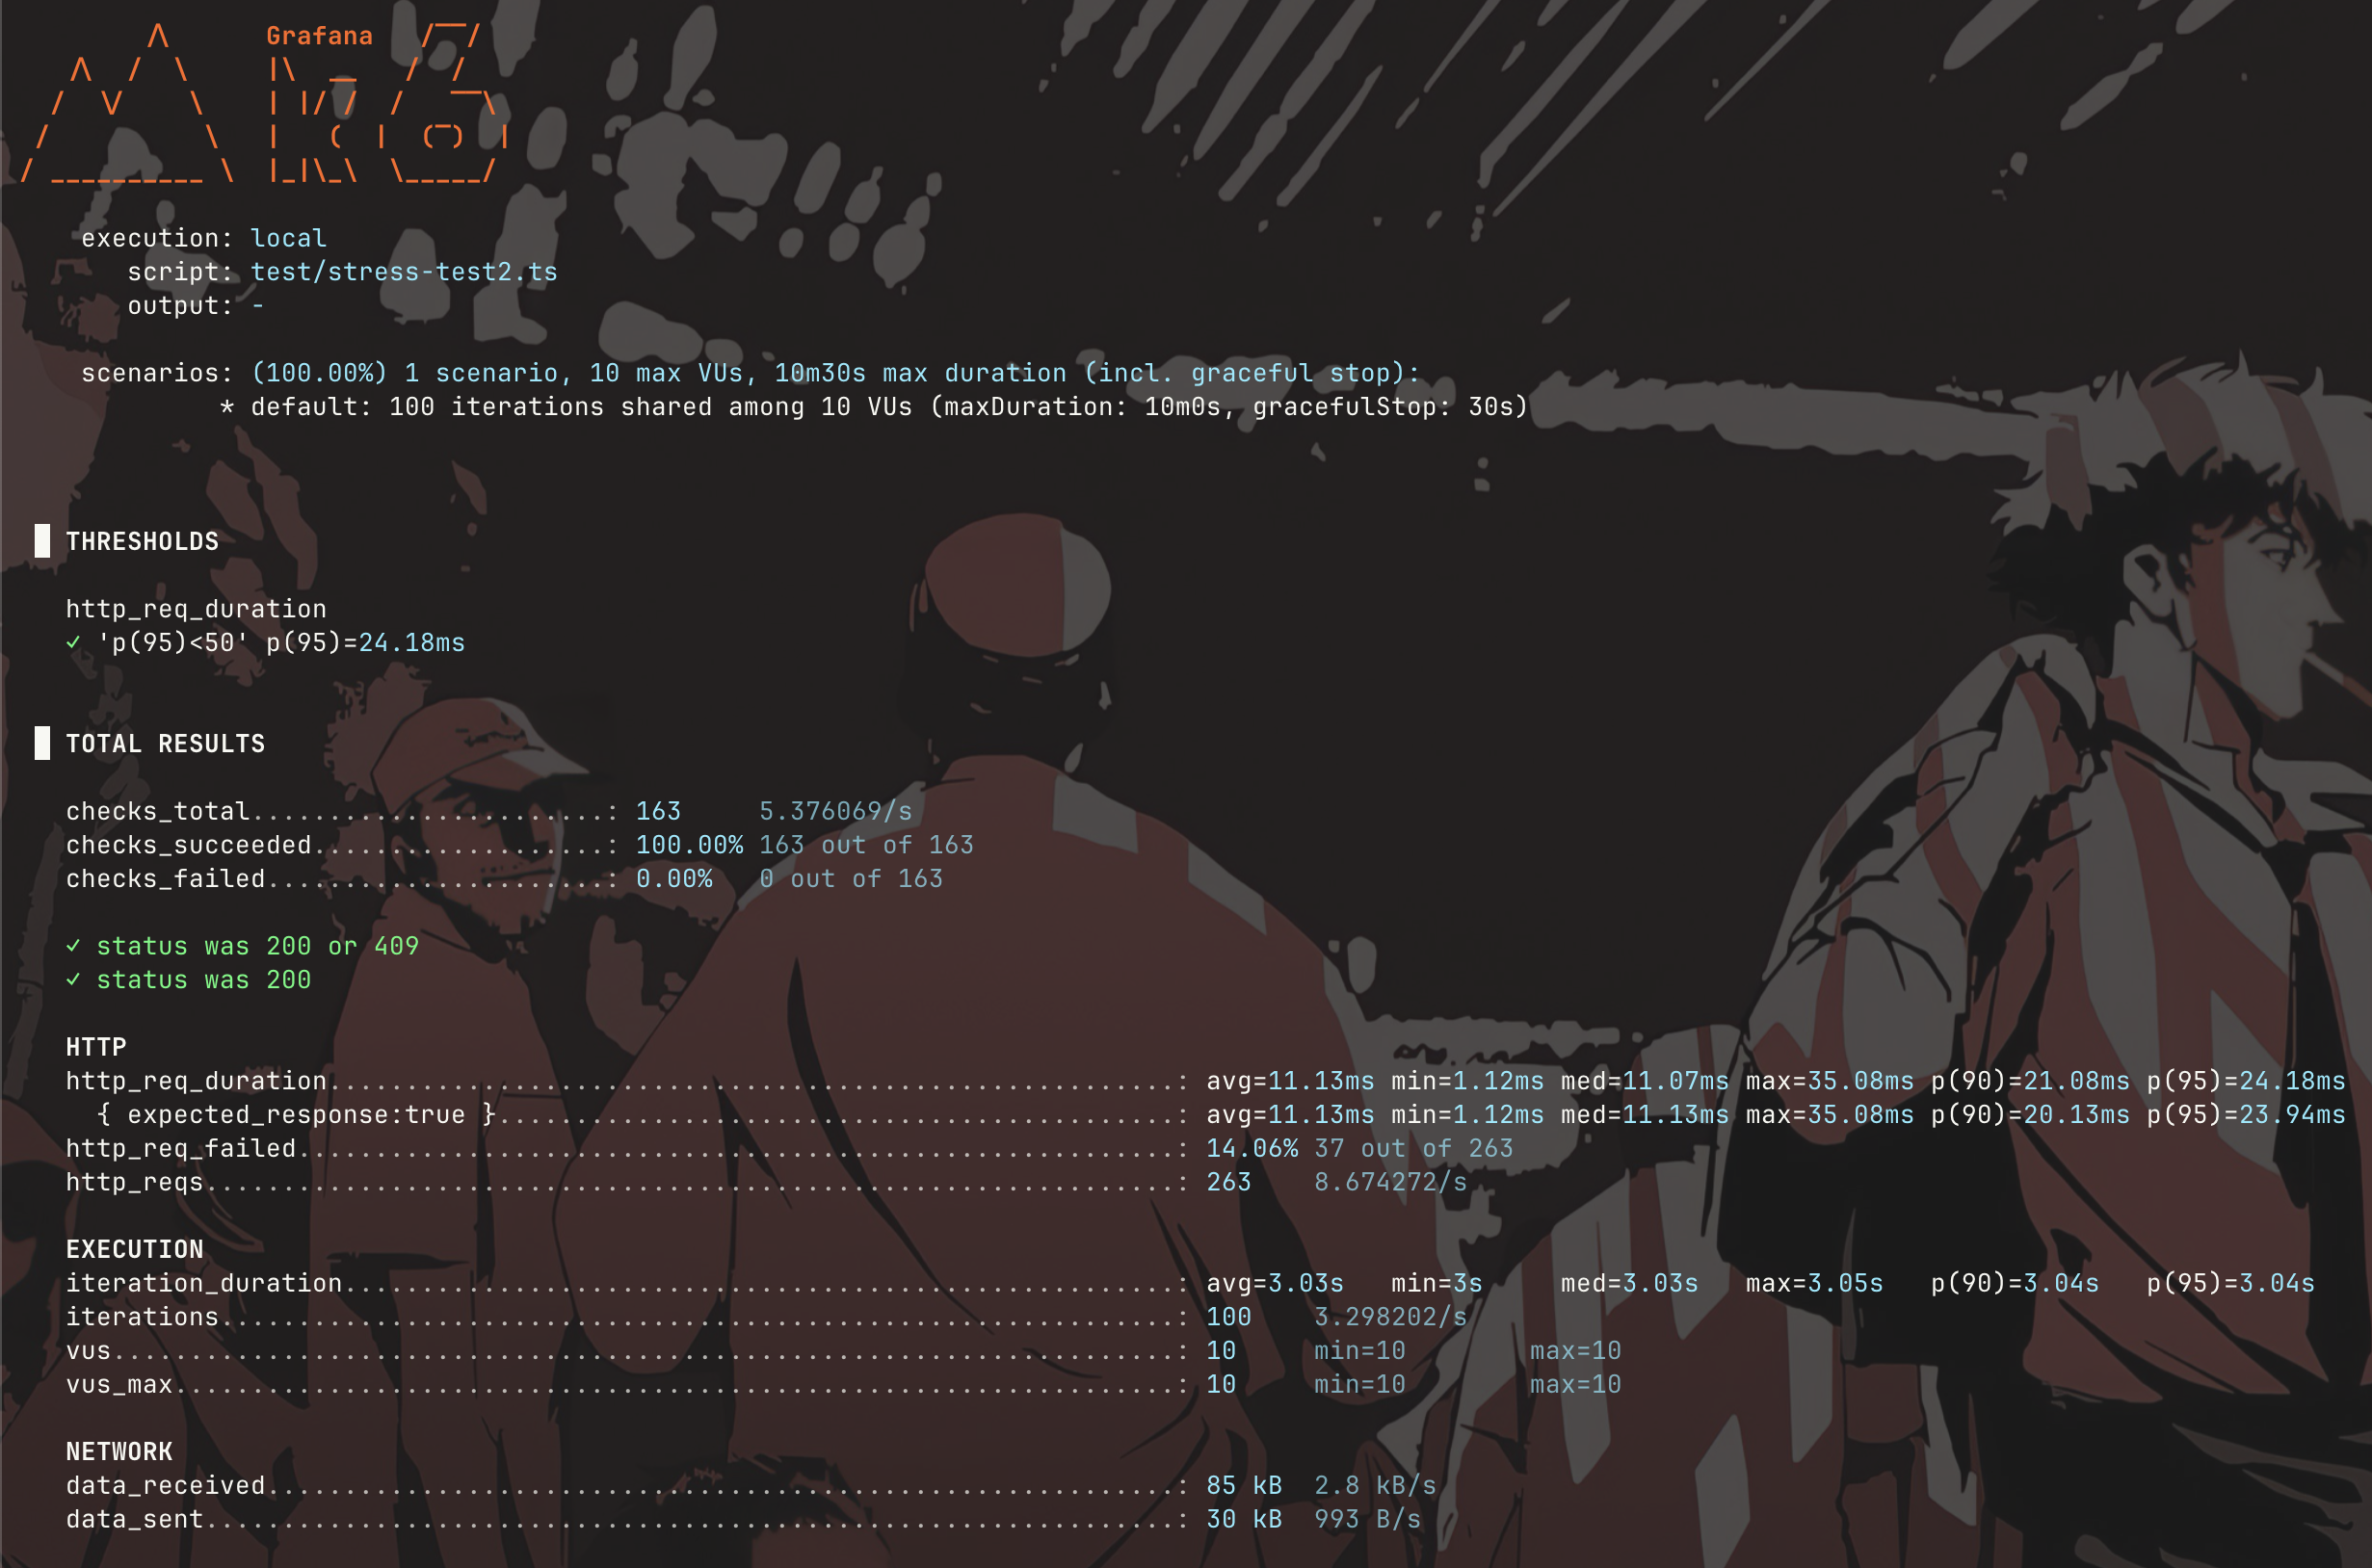 Grafana
execution: local
script: test/stress-test2.ts
output: -
scenarios: (100.00%) 1 scenario, 10 max VUs, 10m30s max duration (incl. graceful stop):
* default: 100 iterations shared among 10 VUs (maxDuration: 10m0s, gracefulStop: 30s)
THRESHOLDS
http_req_duration
✓ 'p(95)<50' p(95)=24.18ms
TOTAL RESULTS
checks_total.......................: 163 5.376069/s
checks_succeeded...................: 100.00% 163 out of 163
checks_failed......................: 0.00% 0 out of 163
✓ status was 200 or 409
✓ status was 200
HTTP
http_req_duration.......................................................: avg=11.13ms min=1.12ms med=11.07ms max=35.08ms p(90)=21.08ms p(95)=24.18ms
{ expected_response:true }.............................................: avg=11.13ms min=1.12ms med=11.13ms max=35.08ms p(90)=20.13ms p(95)=23.94ms
http_req_failed.........................................................: 14.06% 37 out of 263
http_reqs...............................................................: 263 8.674272/s
EXECUTION
iteration_duration......................................................: avg=3.03s min=3s med=3.03s max=3.05s p(90)=3.04s p(95)=3.04s
iterations..............................................................: 100 3.298202/s
vus.....................................................................: 10 min=10 max=10
vus_max.................................................................: 10 min=10 max=10
NETWORK
data_received...........................................................: 85 kB 2.8 kB/s
data_sent...............................................................: 30 kB 993 B/s